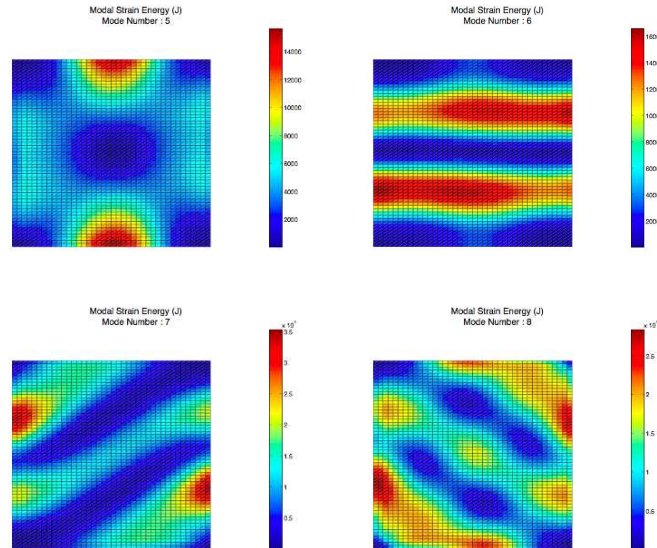 Modal Strain Energy (J)
Mode Number : 5
14000
12000
10000
8000
6000
4000
2000
Modal Strain Energy (J)
Mode Number : 6
Modal Strain Energy (J)
Mode Number : 7
3.5
3
2.5
2
1.5
1
0.5
Modal Strain Energy (J)
Mode Number : 8
2.5
2
1.5
1
0.5